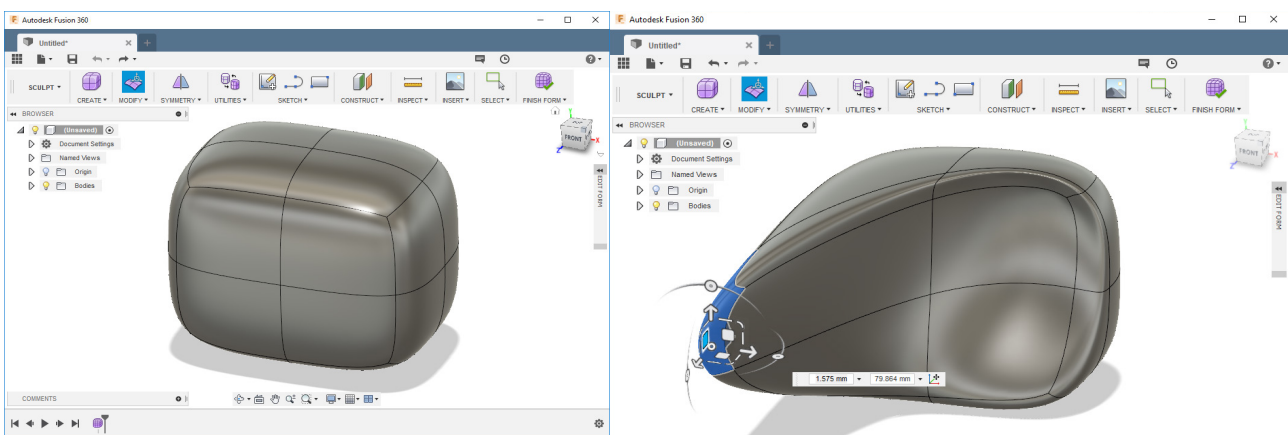 Autodesk Fusion 360
Untitled*
SCULPT
CREATE
MODIFY
SYMMETRY
UTILITIES
SKETCH
CONSTRUCT
INSPECT
INSERT
SELECT
FINISH FORM
BROWSER
(Unsaved)
Document Settings
Named Views
Origin
Bodies
FRONT
Y
X
Z
EDIT FORM
COMMENTS
Autodesk Fusion 360
Untitled*
SCULPT
CREATE
MODIFY
SYMMETRY
UTILITIES
SKETCH
CONSTRUCT
INSPECT
INSERT
SELECT
FINISH FORM
BROWSER
(Unsaved)
Document Settings
Named Views
Origin
Bodies
FRONT
X
Z
EDIT FORM
1.575 mm
79.864 mm